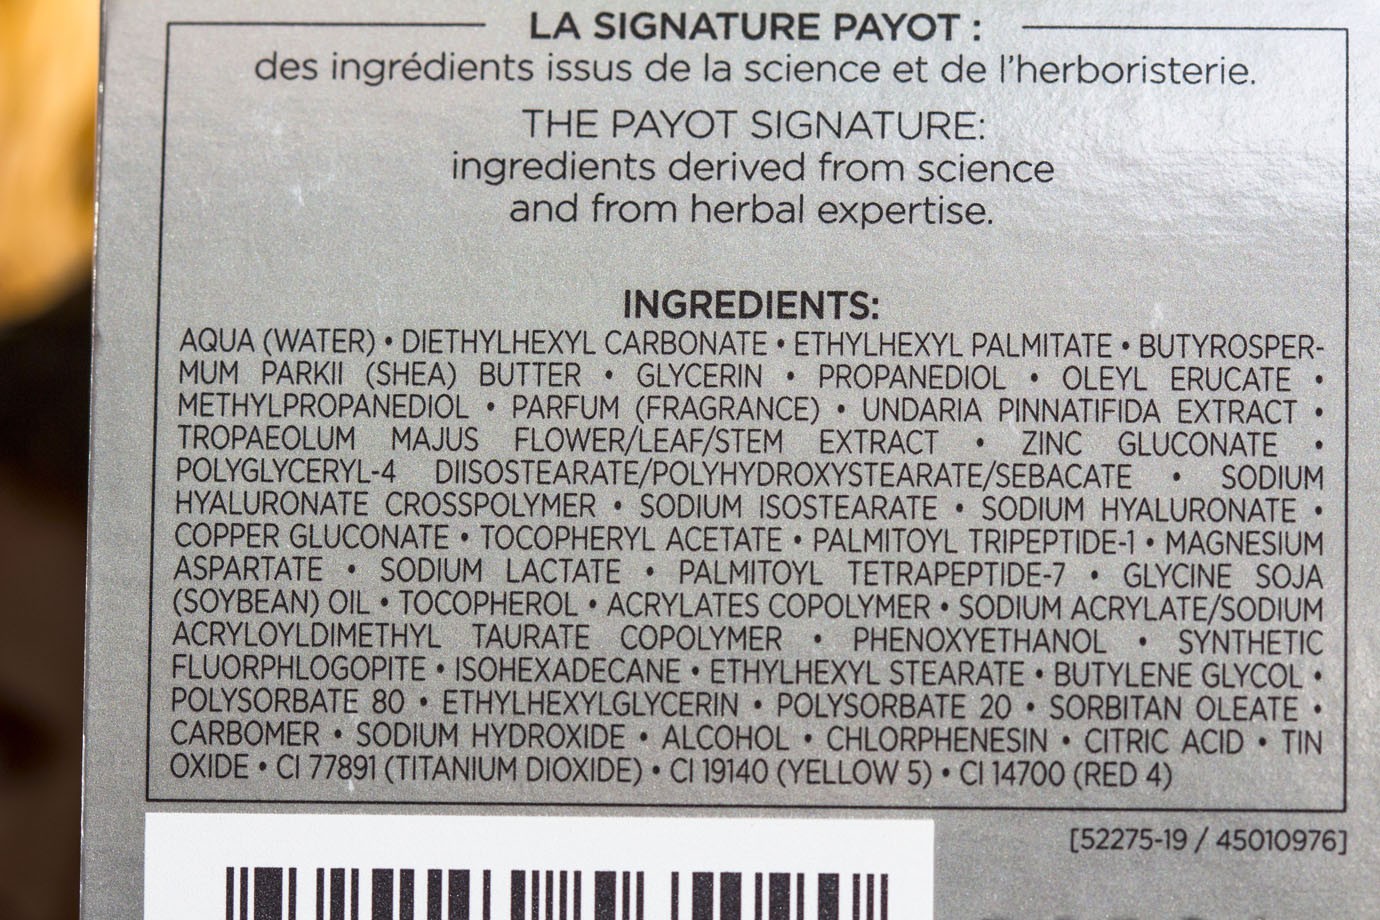 LA SIGNATURE PAYOT :
des ingrédients issus de la science et de l'herboristerie.
THE PAYOT SIGNATURE:
ingredients derived from science
and from herbal expertise.
INGREDIENTS:
AQUA (WATER) • DIETHYLHEXYL CARBONATE • ETHYLHEXYL PALMITATE • BUTYROSPER-
MUM PARKII (SHEA) BUTTER • GLYCERIN • PROPANEDIOL • OLEYL ERUCATE •
METHYLPROPANEDIOL • PARFUM (FRAGRANCE) • UNDARIA PINNATIFIDA EXTRACT •
TROPAEOLUM MAJUS FLOWER/LEAF/STEM EXTRACT • ZINC GLUCONATE •
POLYGLYCERYL-4 DIISOSTEARATE/POLYHYDROXYSTEARATE/SEBACATE • SODIUM
HYALURONATE CROSSPOLYMER • SODIUM ISOSTEARATE • SODIUM HYALURONATE •
COPPER GLUCONATE • TOCOPHERYL ACETATE • PALMITOYL TRIPEPTIDE-1 • MAGNESIUM
ASPARTATE • SODIUM LACTATE • PALMITOYL TETRAPEPTIDE-7 • GLYCINE SOJA
(SOYBEAN) OIL • TOCOPHEROL • ACRYLATES COPOLYMER • SODIUM ACRYLATE/SODIUM
ACRYLOYLDIMETHYL TAURATE COPOLYMER • PHENOXYETHANOL • SYNTHETIC
FLUORPHLOGOPITE • ISOHEXADECANE • ETHYLHEXYL STEARATE • BUTYLENE GLYCOL •
POLYSORBATE 80 • ETHYLHEXYLGLYCERIN • POLYSORBATE 20 • SORBITAN OLEATE •
CARBOMER • SODIUM HYDROXIDE • ALCOHOL • CHLORPHENESIN • CITRIC ACID • TIN
OXIDE • CI 77891 (TITANIUM DIOXIDE) • CI 19140 (YELLOW 5) • CI 14700 (RED 4)
[52275-19 / 45010976]